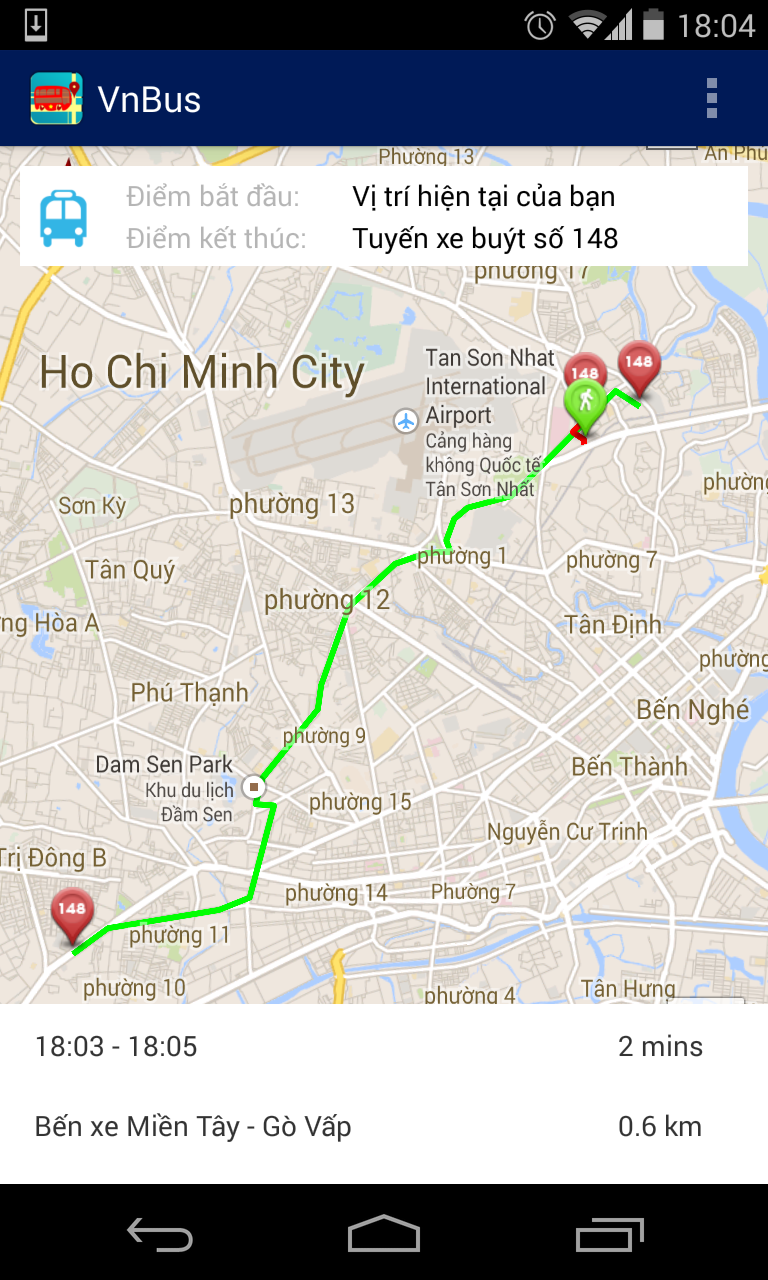 18:04
VnBus
Phường 13
An Phu
Điểm bắt đầu: Vị trí hiện tại của bạn
Điểm kết thúc: Tuyến xe buýt số 148
phường 17
Ho Chi Minh City
Tan Son Nhat
International
Airport
Cảng hàng
không Quốc tế
Tân Sơn Nhất
148
148
phường
Sơn Kỳ
phường 13
Tân Quý
phường 1
phường 7
phường 12
ng Hòa A
Tân Định
phường
Phú Thạnh
Bến Nghé
phường 9
Dam Sen Park
Khu du lịch
Đầm Sen
Bến Thành
phường 15
Nguyễn Cư Trinh
Trị Đông B
phường 14
Phường 7
148
phường 11
phường 10
phường 4
Tân Hưng
18:03 - 18:05 2 mins
Bến xe Miền Tây - Gò Vấp 0.6 km